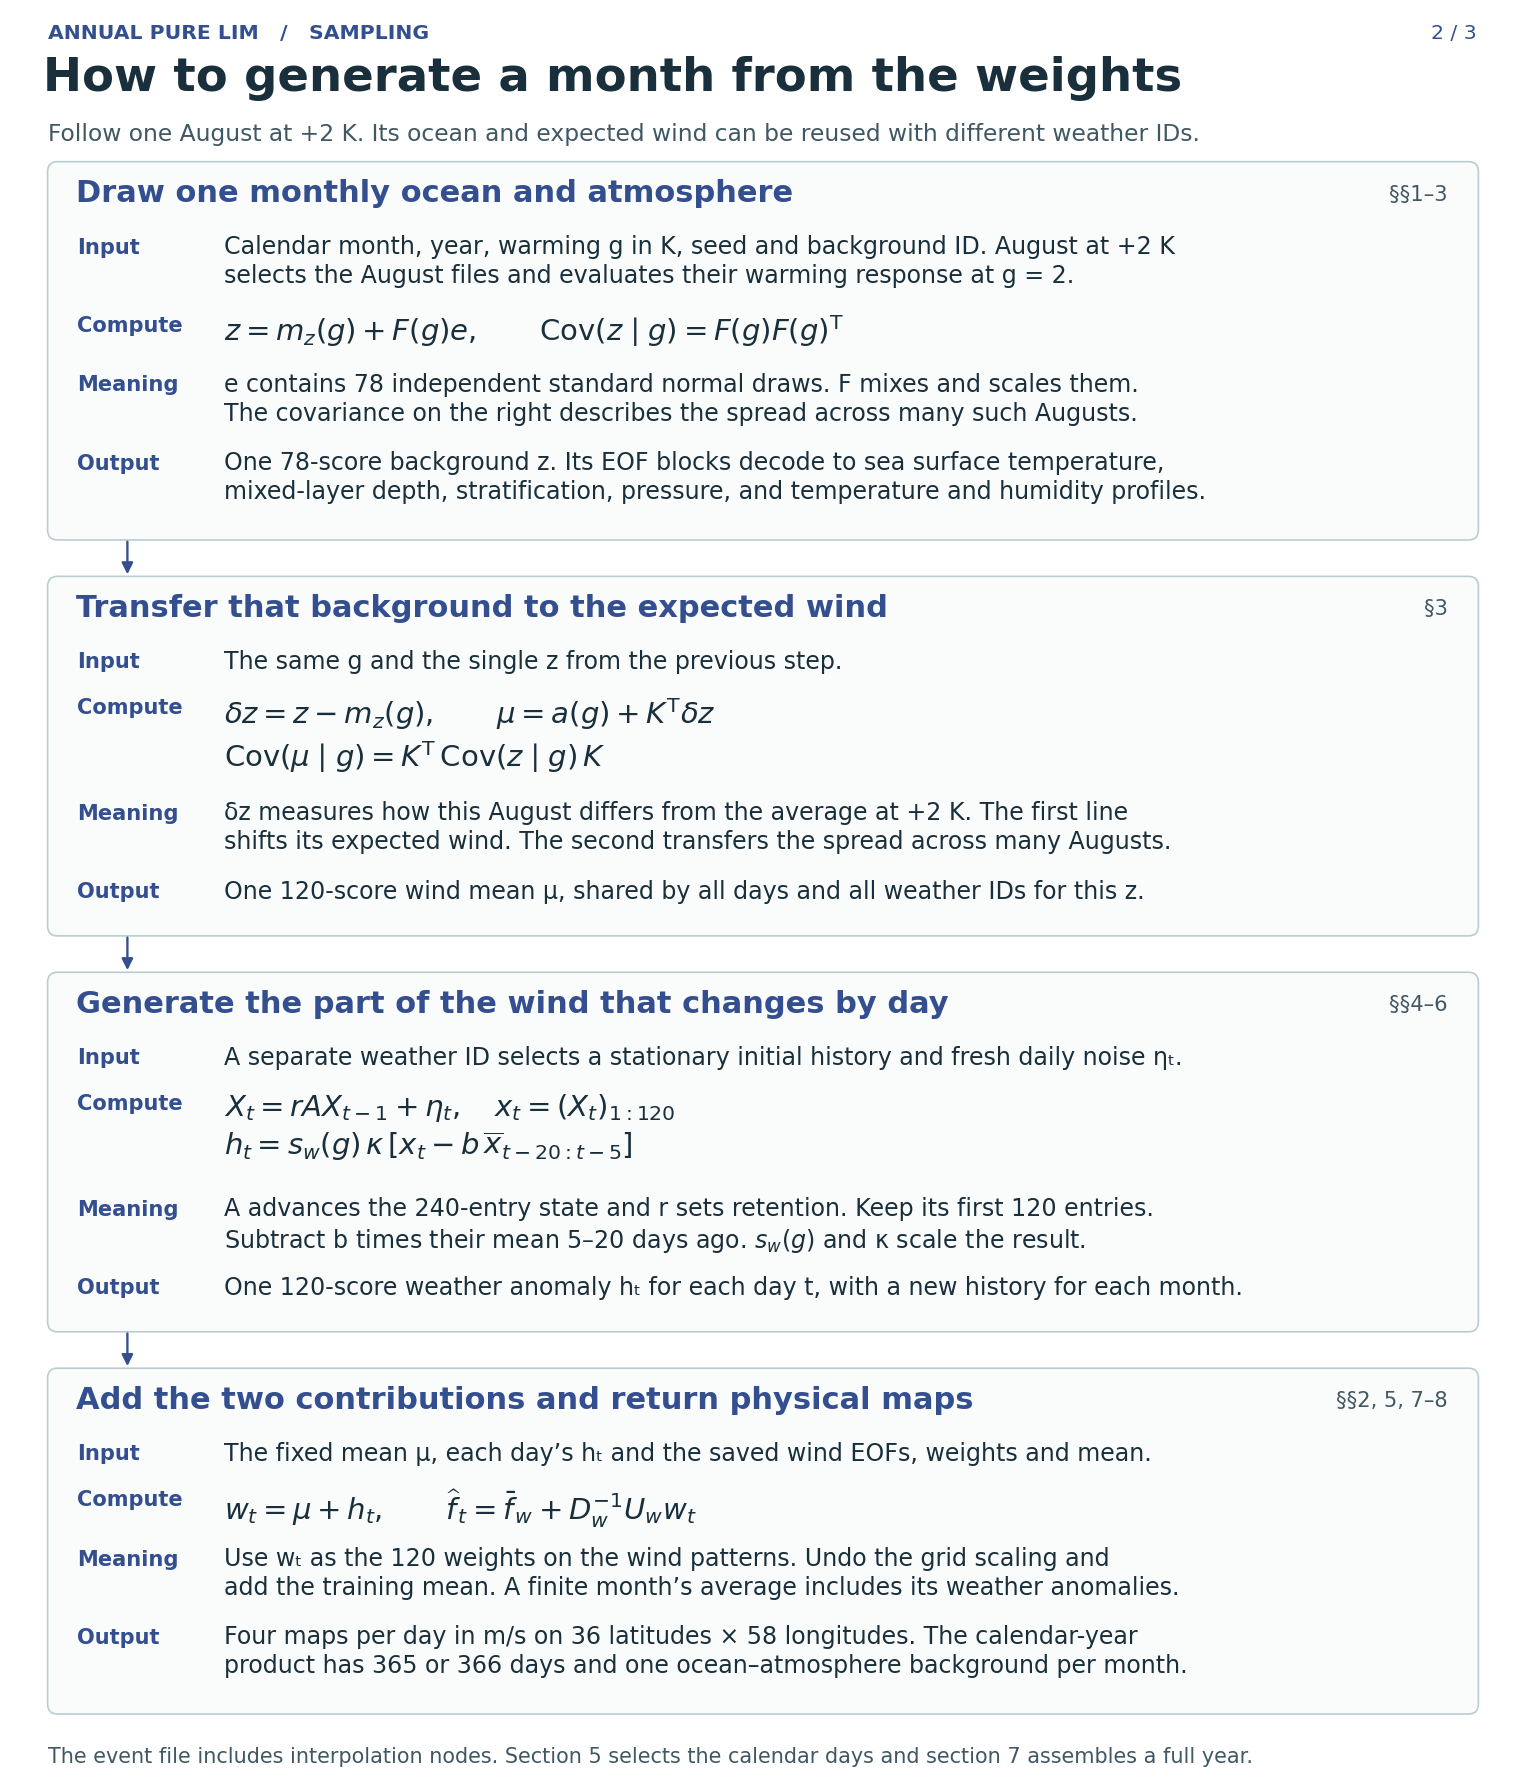 ANNUAL PURE LIM / SAMPLING
2 / 3
How to generate a month from the weights
Follow one August at +2 K. Its ocean and expected wind can be reused with different weather IDs.
Draw one monthly ocean and atmosphere
§§1–3
Input
Calendar month, year, warming g in K, seed and background ID. August at +2 K
selects the August files and evaluates their warming response at g = 2.
Compute
z = m_z(g) + F(g)e, Cov(z | g) = F(g)F(g)ᵀ
Meaning
e contains 78 independent standard normal draws. F mixes and scales them.
The covariance on the right describes the spread across many such Augusts.
Output
One 78-score background z. Its EOF blocks decode to sea surface temperature,
mixed-layer depth, stratification, pressure, and temperature and humidity profiles.
Transfer that background to the expected wind
§3
Input
The same g and the single z from the previous step.
Compute
δz = z − m_z(g), μ = a(g) + Kᵀδz
Cov(μ | g) = Kᵀ Cov(z | g) K
Meaning
δz measures how this August differs from the average at +2 K. The first line
shifts its expected wind. The second transfers the spread across many Augusts.
Output
One 120-score wind mean μ, shared by all days and all weather IDs for this z.
Generate the part of the wind that changes by day
§§4–6
Input
A separate weather ID selects a stationary initial history and fresh daily noise ηₜ.
Compute
X_t = rAX_{t−1} + η_t, x_t = (X_t)_{1:120}
h_t = s_w(g) κ [x_t − b x̅_{t−20:t−5}]
Meaning
A advances the 240-entry state and r sets retention. Keep its first 120 entries.
Subtract b times their mean 5–20 days ago. s_w(g) and κ scale the result.
Output
One 120-score weather anomaly hₜ for each day t, with a new history for each month.
Add the two contributions and return physical maps
§§2, 5, 7–8
Input
The fixed mean μ, each day’s hₜ and the saved wind EOFs, weights and mean.
Compute
w_t = μ + h_t, f̂_t = f̄_w + D_w^{−1}U_w w_t
Meaning
Use wₜ as the 120 weights on the wind patterns. Undo the grid scaling and
add the training mean. A finite month’s average includes its weather anomalies.
Output
Four maps per day in m/s on 36 latitudes × 58 longitudes. The calendar-year
product has 365 or 366 days and one ocean–atmosphere background per month.
The event file includes interpolation nodes. Section 5 selects the calendar days and section 7 assembles a full year.